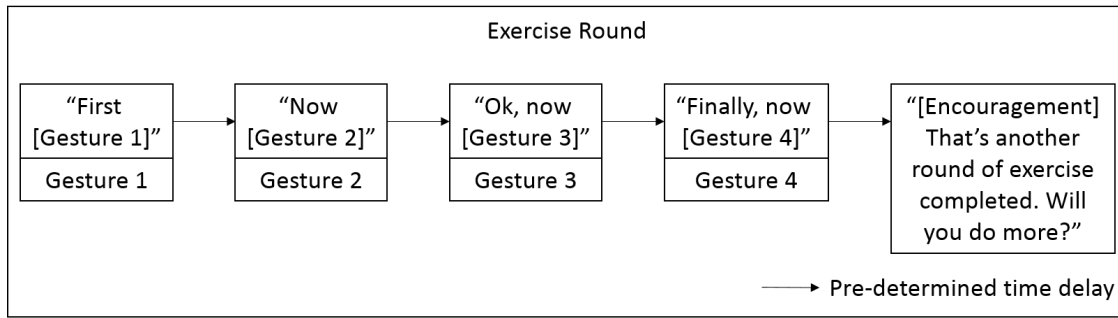 Exercise Round
“First
[Gesture 1]”
Gesture 1
“Now
[Gesture 2]”
Gesture 2
“Ok, now
[Gesture 3]”
Gesture 3
“Finally, now
[Gesture 4]”
Gesture 4
“[Encouragement]
That’s another
round of exercise
completed. Will
you do more?”
Pre-determined time delay